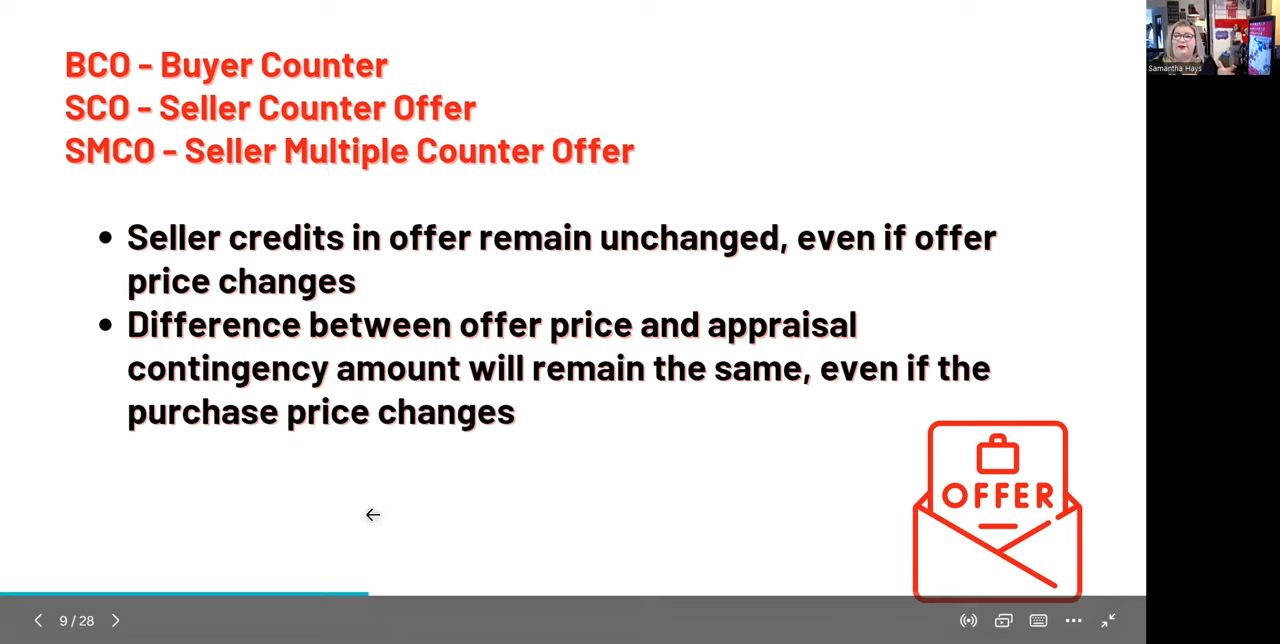 BCO - Buyer Counter
SCO - Seller Counter Offer
SMCO - Seller Multiple Counter Offer
• Seller credits in offer remain unchanged, even if offer
price changes
• Difference between offer price and appraisal
contingency amount will remain the same, even if the
purchase price changes
OFFER
9 / 28
Samantha Hays